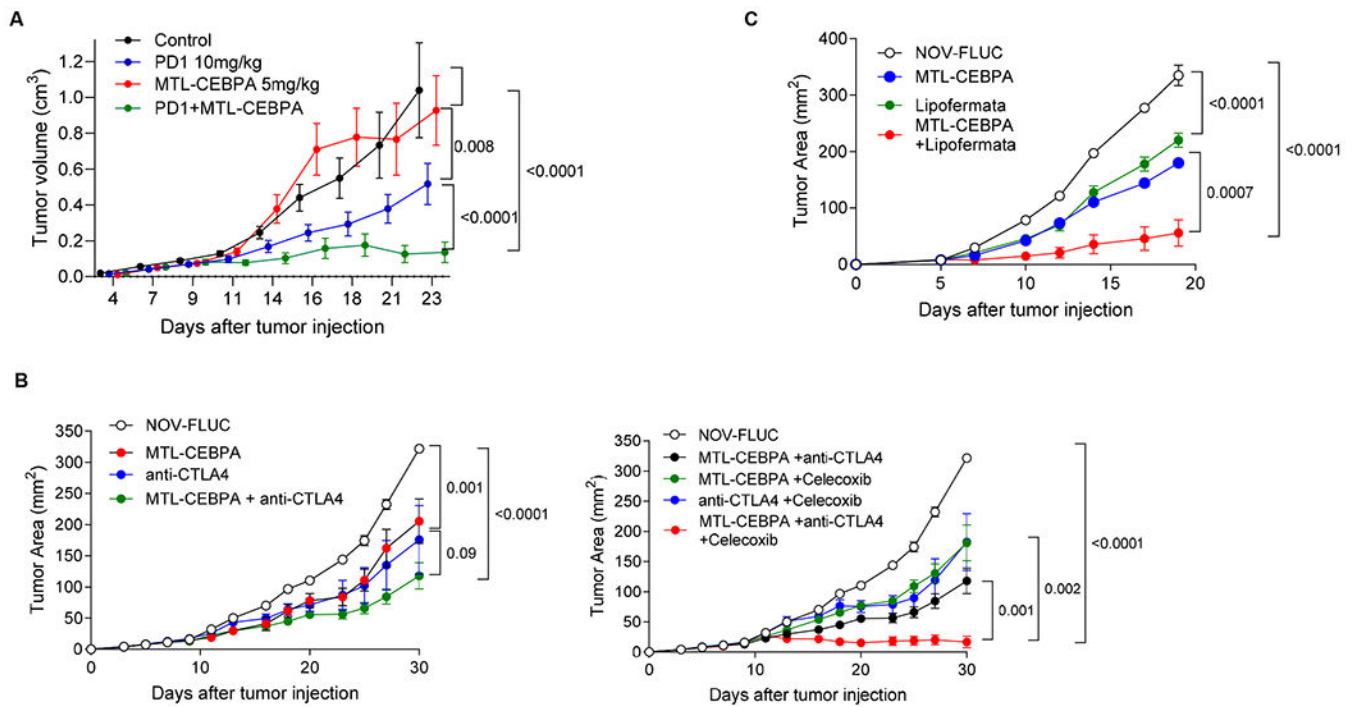 A
Control
PD1 10mg/kg
MTL-CEBPA 5mg/kg
PD1+MTL-CEBPA
Tumor volume (cm3)
1.2
1.0
0.8
0.6
0.4
0.2
0.0
4 7 9 11 14 16 18 21 23
Days after tumor injection
0.008
<0.0001
<0.0001
C
NOV-FLUC
MTL-CEBPA
Lipofermata
MTL-CEBPA
+Lipofermata
Tumor Area (mm2)
400
300
200
100
0
0 5 10 15 20
Days after tumor injection
<0.0001
0.0007
<0.0001
B
NOV-FLUC
MTL-CEBPA
anti-CTLA4
MTL-CEBPA + anti-CTLA4
Tumor Area (mm2)
350
300
250
200
150
100
50
0
0 10 20 30
Days after tumor injection
0.001
0.09
<0.0001
NOV-FLUC
MTL-CEBPA +anti-CTLA4
MTL-CEBPA +Celecoxib
anti-CTLA4 +Celecoxib
MTL-CEBPA +anti-CTLA4
+Celecoxib
Tumor Area (mm2)
350
300
250
200
150
100
50
0
0 10 20 30
Days after tumor injection
0.001
0.002
<0.0001